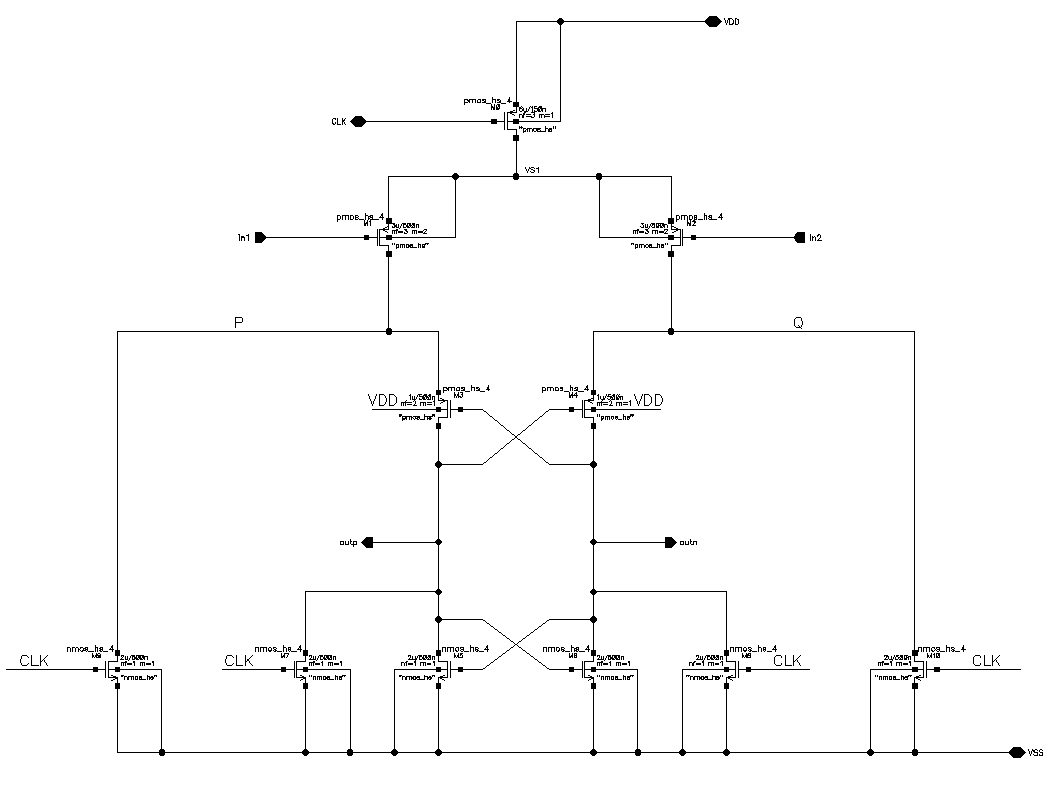 VDD
pmos_hs_4
M0
6u/150n
nf=3 m=1
"pmos_hs"
CLK
VS1
pmos_hs_4
M1
3u/500n
nf=3 m=2
"pmos_hs"
In1
pmos_hs_4
M2
3u/500n
nf=3 m=2
"pmos_hs"
In2
P
Q
pmos_hs_4
M3
VDD
1u/500n
nf=2 m=1
"pmos_hs"
pmos_hs_4
M4
1u/500n
nf=2 m=1
VDD
"pmos_hs"
outp
outn
nmos_hs_4
M9
CLK
2u/500n
nf=1 m=1
"nmos_hs"
nmos_hs_4
M7
CLK
2u/500n
nf=1 m=1
"nmos_hs"
nmos_hs_4
M5
2u/500n
nf=1 m=1
"nmos_hs"
nmos_hs_4
2u/500n
nf=1 m=1
"nmos_hs"
nmos_hs_4
2u/500n
nf=1 m=1
CLK
"nmos_hs"
nmos_hs_4
M10
2u/500n
nf=1 m=1
CLK
"nmos_hs"
VSS